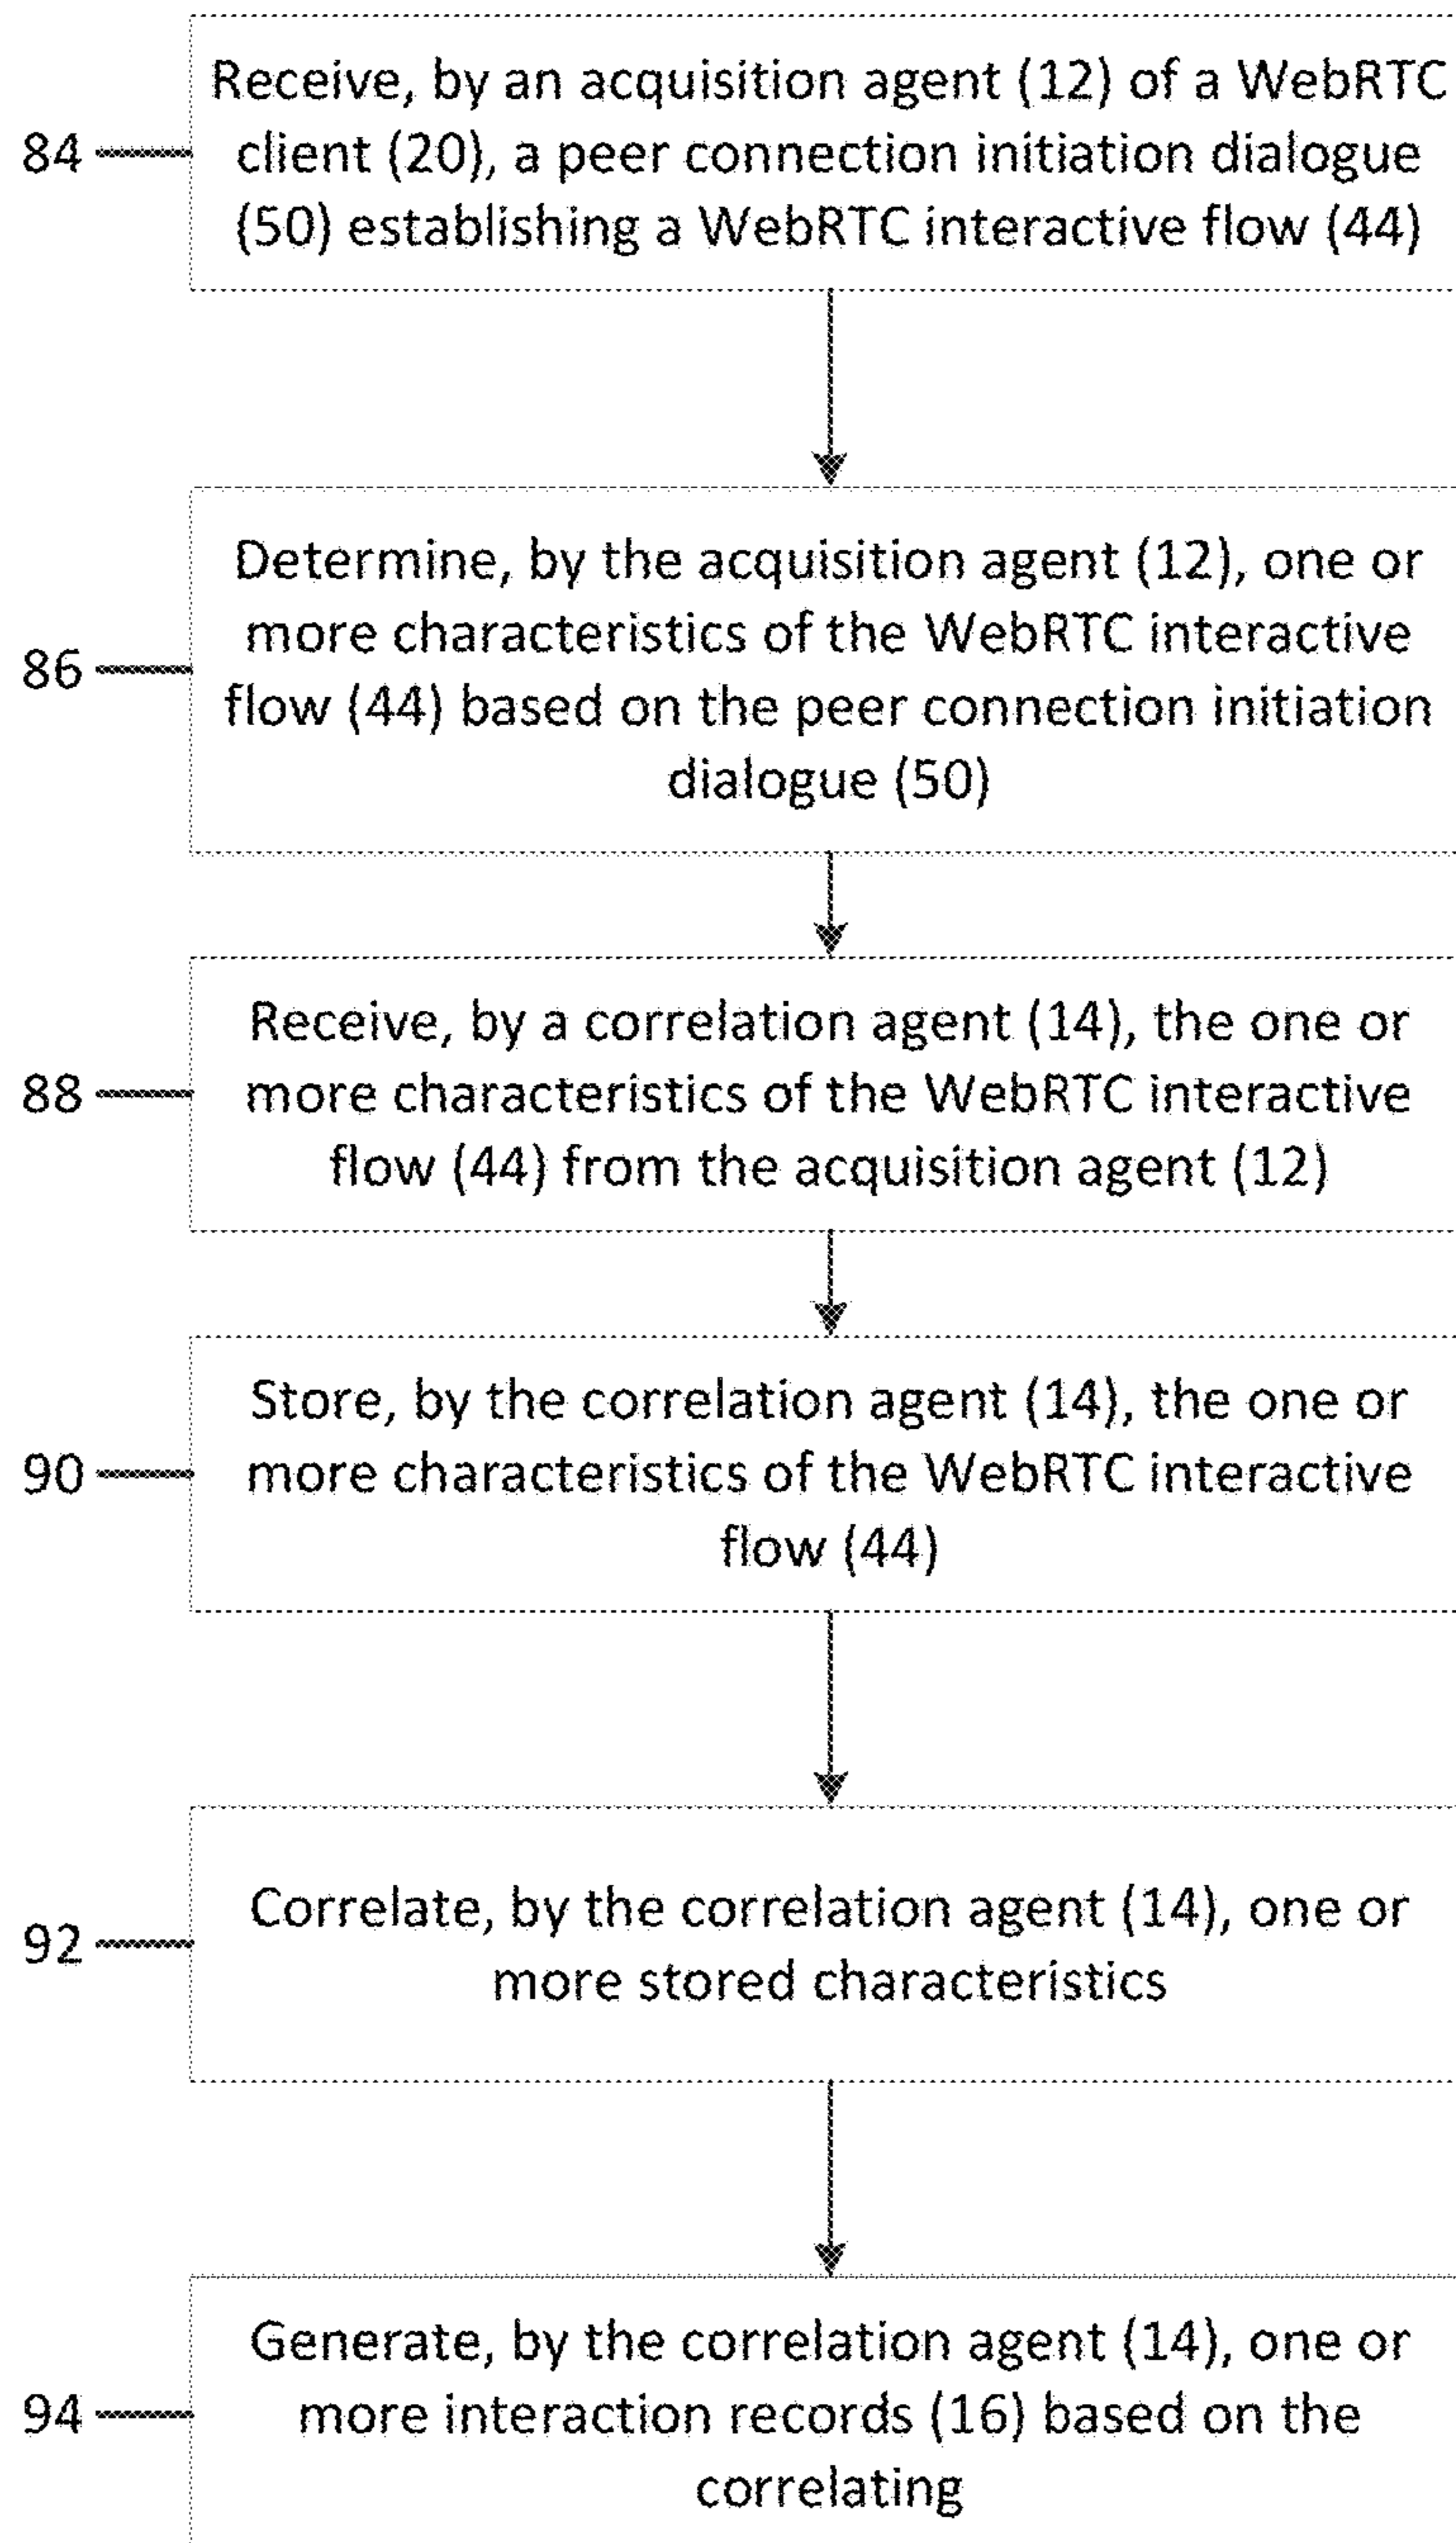 Receive, by an acquisition agent (12) of a WebRTC
84
client (20), a peer connection initiation dialogue
(50) establishing a WebRTC interactive flow (44)
Determine, by the acquisition agent (12), one or
more characteristics of the WebRTC interactive
86
flow (44) based on the peer connection initiation
dialogue (50)
Receive, by a correlation agent (14), the one or
88
more characteristics of the WebRTC interactive
flow (44) from the acquisition agent (12)
Store, by the correlation agent (14), the one or
90
more characteristics of the WebRTC interactive
flow (44)
Correlate, by the correlation agent (14), one or
92
more stored characteristics
Generate, by the correlation agent (14), one or
94
more interaction records (16) based on the
correlating